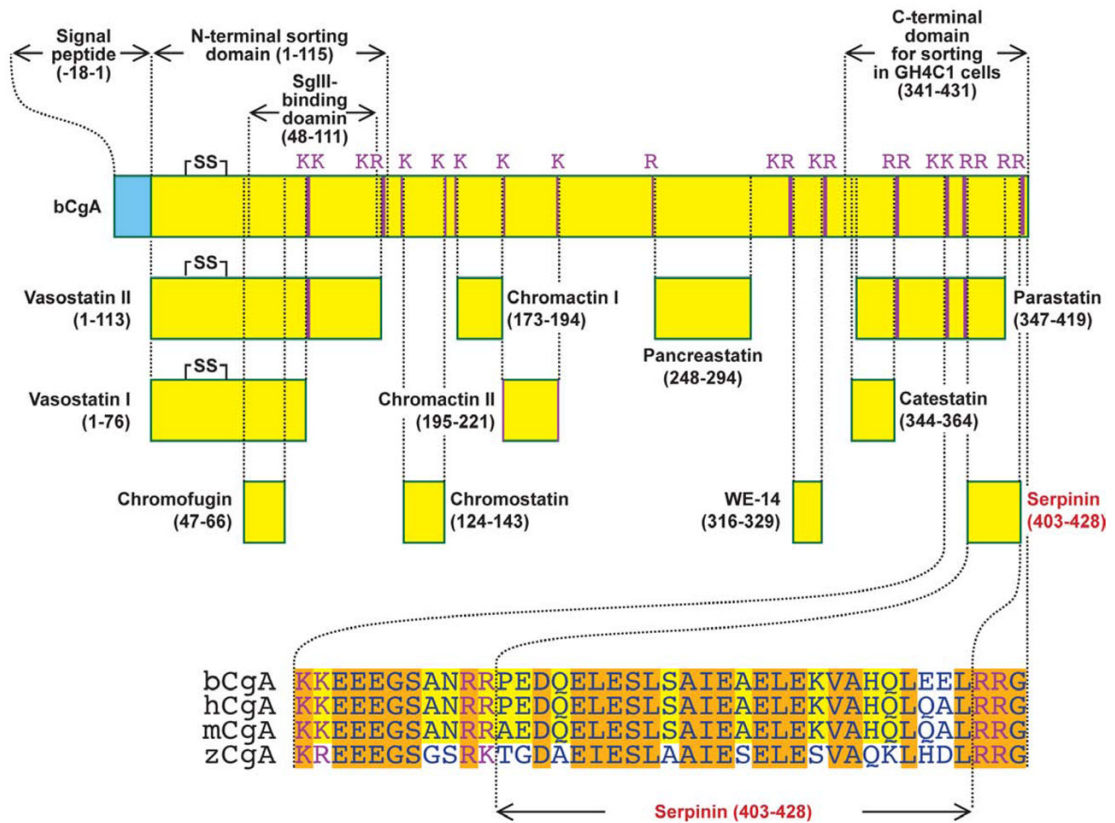 Signal
peptide
(-18-1)
N-terminal sorting
domain (1-115)
SgIII-
binding
doamin
(48-111)
C-terminal
domain
for sorting
in GH4C1 cells
(341-431)
SS
KK KR K K K K K R KR KR RR KK RR RR
bCgA
SS
Vasostatin II
(1-113)
Chromactin I
(173-194)
Pancreastatin
(248-294)
Parastatin
(347-419)
SS
Vasostatin I
(1-76)
Chromactin II
(195-221)
Catestatin
(344-364)
Chromofugin
(47-66)
Chromostatin
(124-143)
WE-14
(316-329)
Serpinin
(403-428)
bCgA KKEEEGSANRRPEDQELESLSAIEAELEKVAHQLEELRRG
hCgA KKEEEGSANRRPEDQELESLSAIEAELEKVAHQLQALRRG
mCgA KKEEEGSANRRAEDQELESLSAIEAELEKVAHQLQALRRG
zCgA KREEEGSGSRKTGDAEIESLAAIESELESVAQKLHDLRRG
Serpinin (403-428)